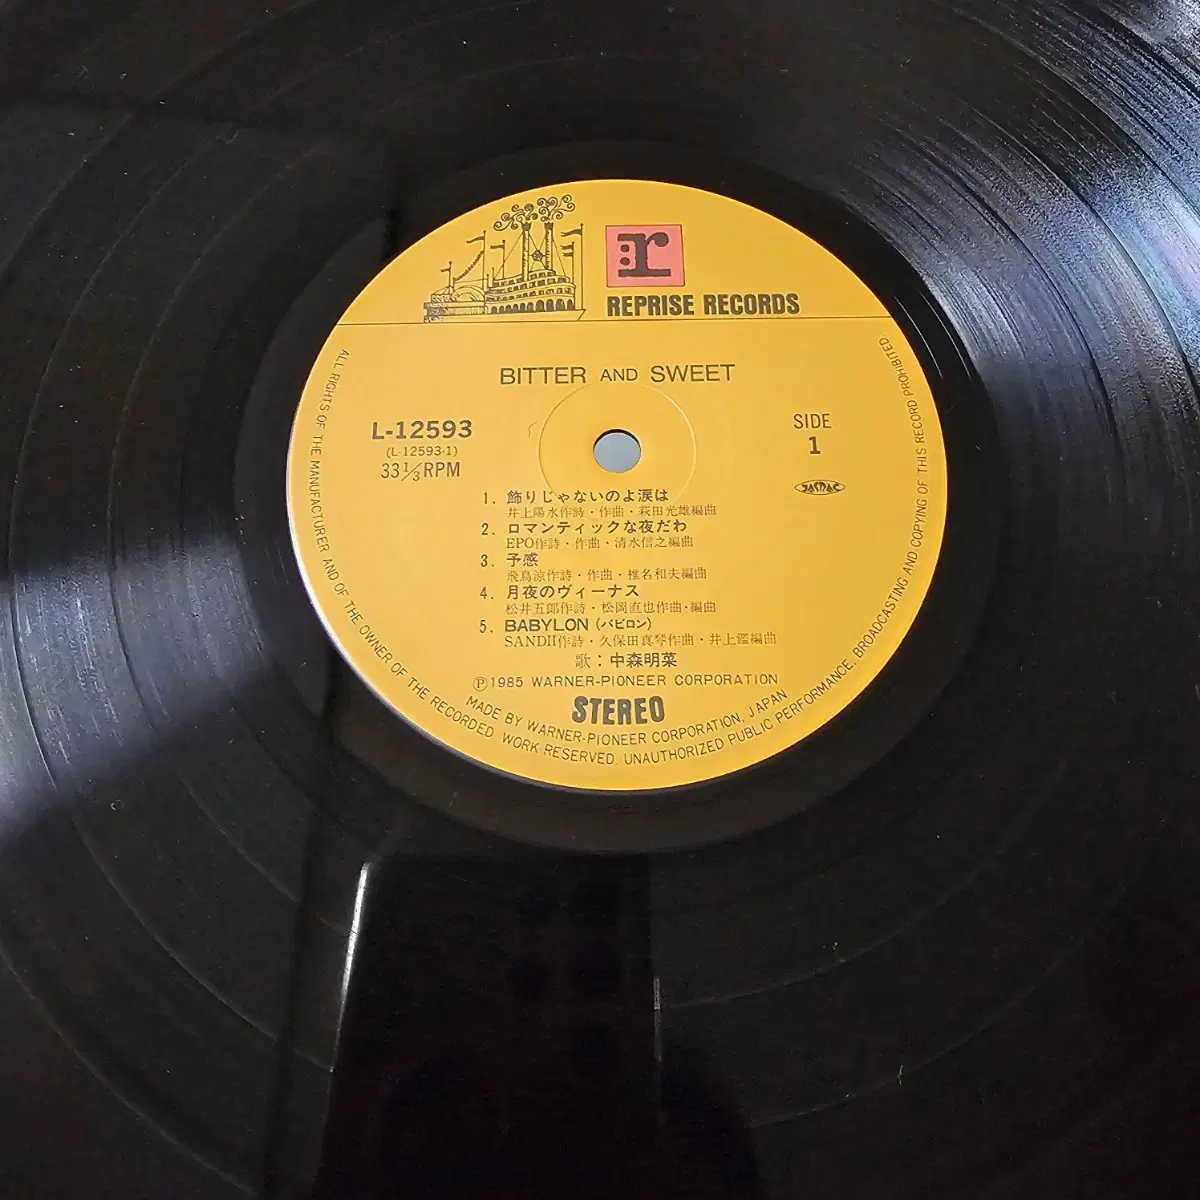 r
REPRISE RECORDS
BITTER AND SWEET
L-12593
(L-12593-1)
33 1/3 RPM
SIDE
1
JASRAC
1. 飾りじゃないのよ涙は
井上陽水作詩・作曲・萩田光雄編曲
2. ロマンティックな夜だわ
EPO作詩・作曲・清水信之編曲
3. 予感
飛鳥涼作詩・作曲・椎名和夫編曲
4. 月夜のヴィーナス
松井五郎作詩・松岡直也作曲・編曲
5. BABYLON (バビロン)
SANDII作詩・久保田真琴作曲・井上鑑編曲
歌：中森明菜
Ⓟ1985 WARNER-PIONEER CORPORATION
STEREO
MADE BY WARNER-PIONEER CORPORATION, JAPAN.
ALL RIGHTS OF THE MANUFACTURER AND OF THE OWNER OF THE RECORDED WORK RESERVED. UNAUTHORIZED PUBLIC PERFORMANCE, BROADCASTING AND COPYING OF THIS RECORD PROHIBITED